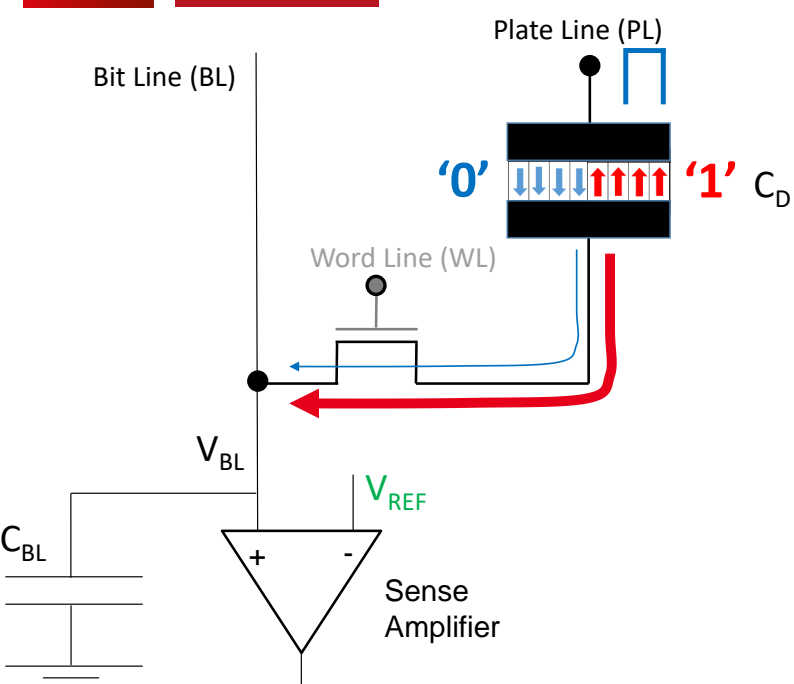 Plate Line (PL)
Bit Line (BL)
‘0’
‘1’
C_D
Word Line (WL)
V_BL
V_REF
C_BL
+
-
Sense
Amplifier